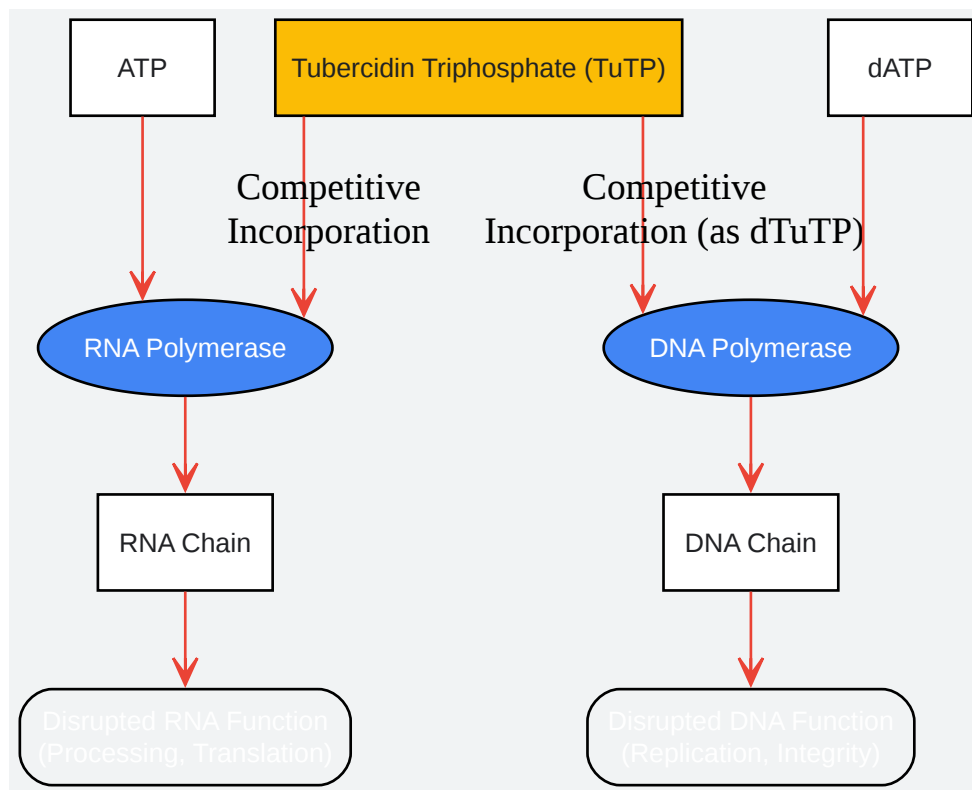 ATP
Tubercidin Triphosphate (TuTP)
dATP
Competitive
Incorporation
Competitive
Incorporation (as dTuTP)
RNA Polymerase
DNA Polymerase
RNA Chain
DNA Chain
Disrupted RNA Function
(Processing, Translation)
Disrupted DNA Function
(Replication, Integrity)